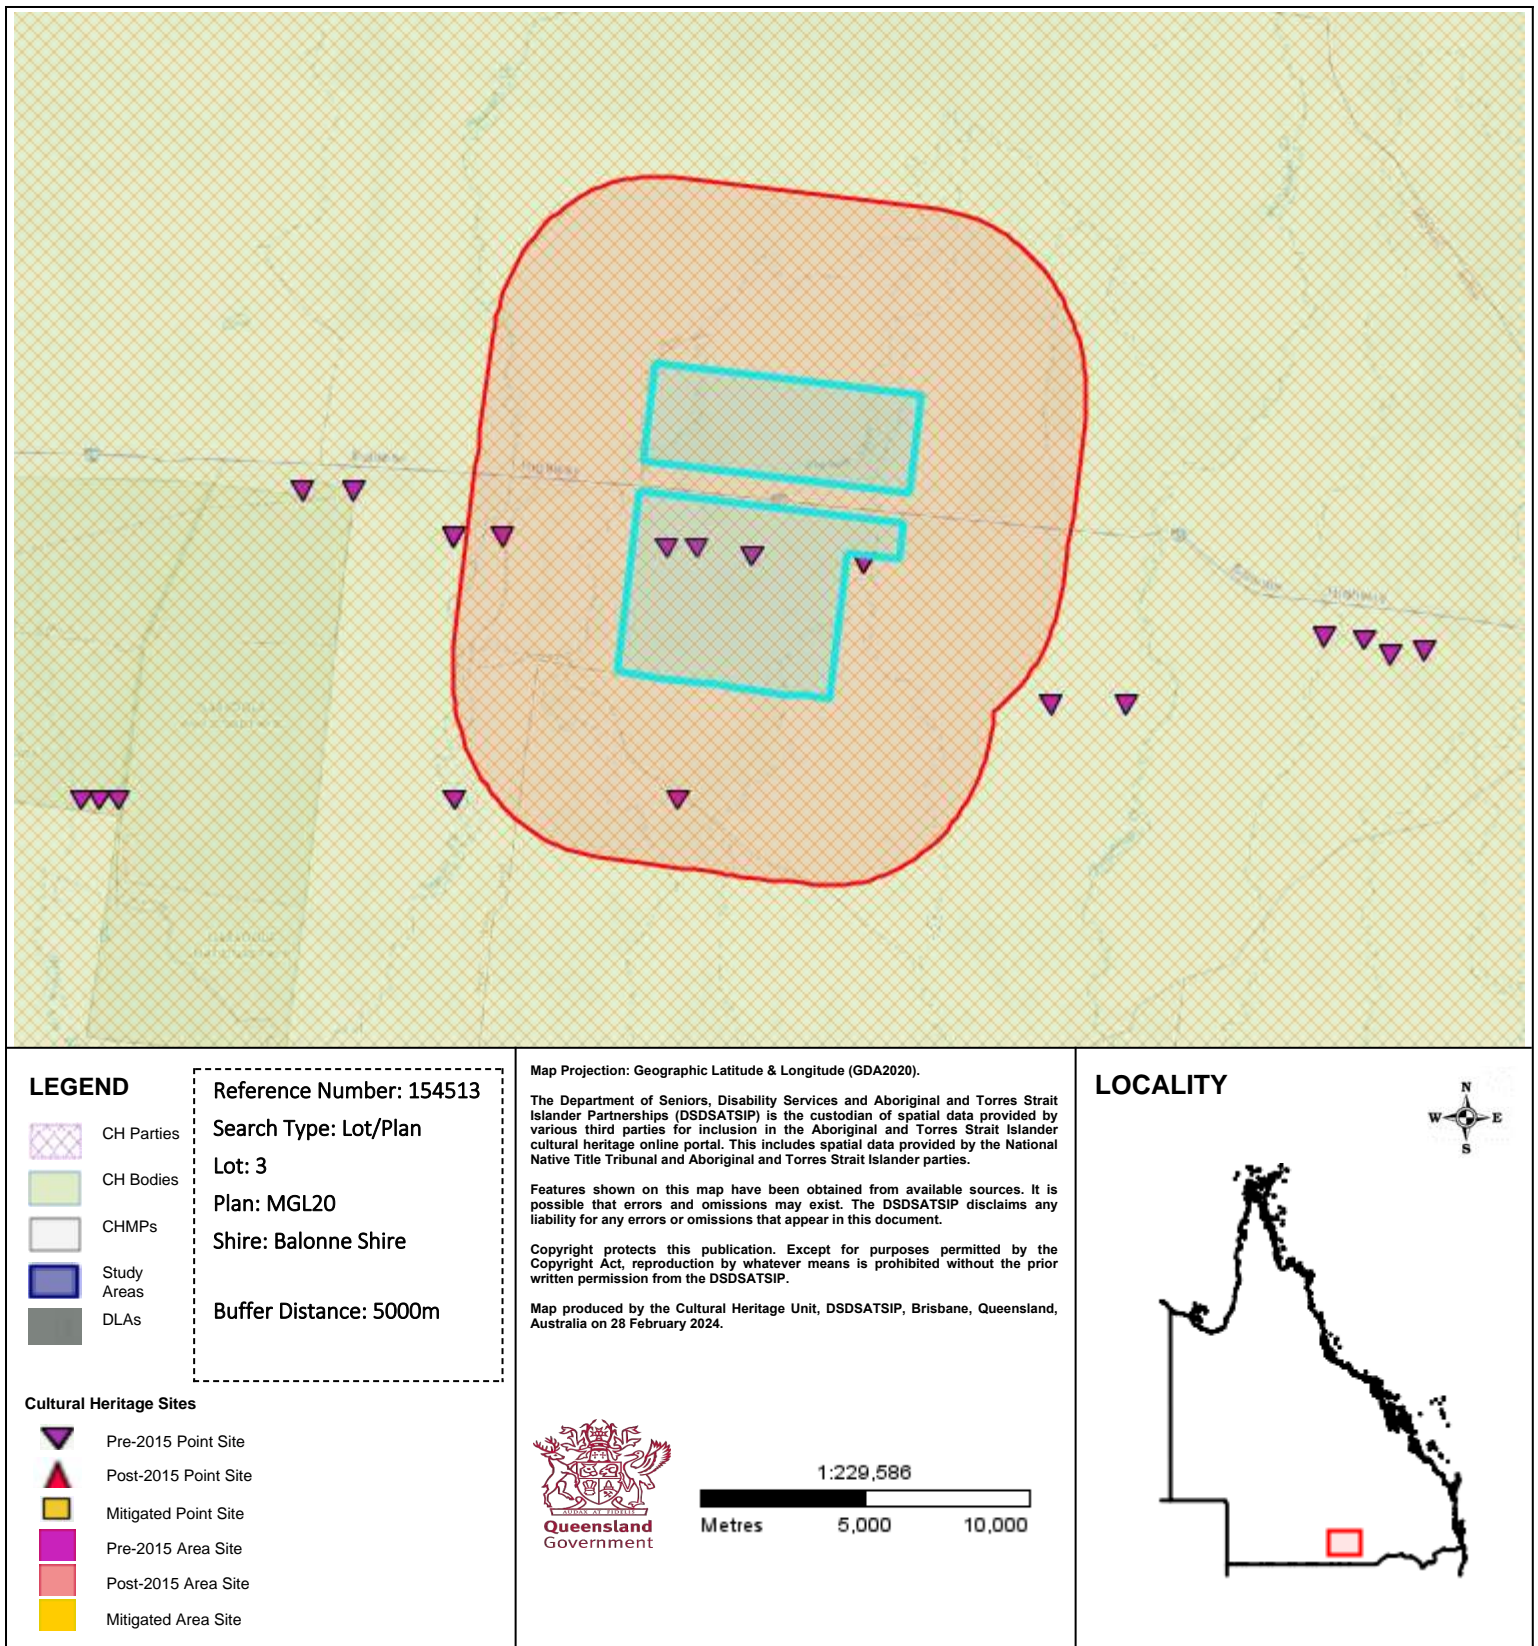 Highway
Highway
LEGEND
CH Parties
CH Bodies
CHMPs
Study
Areas
DLAs
Reference Number: 154513
Search Type: Lot/Plan
Lot: 3
Plan: MGL20
Shire: Balonne Shire
Buffer Distance: 5000m
Cultural Heritage Sites
Pre-2015 Point Site
Post-2015 Point Site
Mitigated Point Site
Pre-2015 Area Site
Post-2015 Area Site
Mitigated Area Site
Map Projection: Geographic Latitude & Longitude (GDA2020).
The Department of Seniors, Disability Services and Aboriginal and Torres Strait
Islander Partnerships (DSDSATSIP) is the custodian of spatial data provided by
various third parties for inclusion in the Aboriginal and Torres Strait Islander
cultural heritage online portal. This includes spatial data provided by the National
Native Title Tribunal and Aboriginal and Torres Strait Islander parties.
Features shown on this map have been obtained from available sources. It is
possible that errors and omissions may exist. The DSDSATSIP disclaims any
liability for any errors or omissions that appear in this document.
Copyright protects this publication. Except for purposes permitted by the
Copyright Act, reproduction by whatever means is prohibited without the prior
written permission from the DSDSATSIP.
Map produced by the Cultural Heritage Unit, DSDSATSIP, Brisbane, Queensland,
Australia on 28 February 2024.
AUDAX AT FIDELIS
Queensland
Government
1:229,586
Metres 5,000 10,000
LOCALITY
N
W E
S